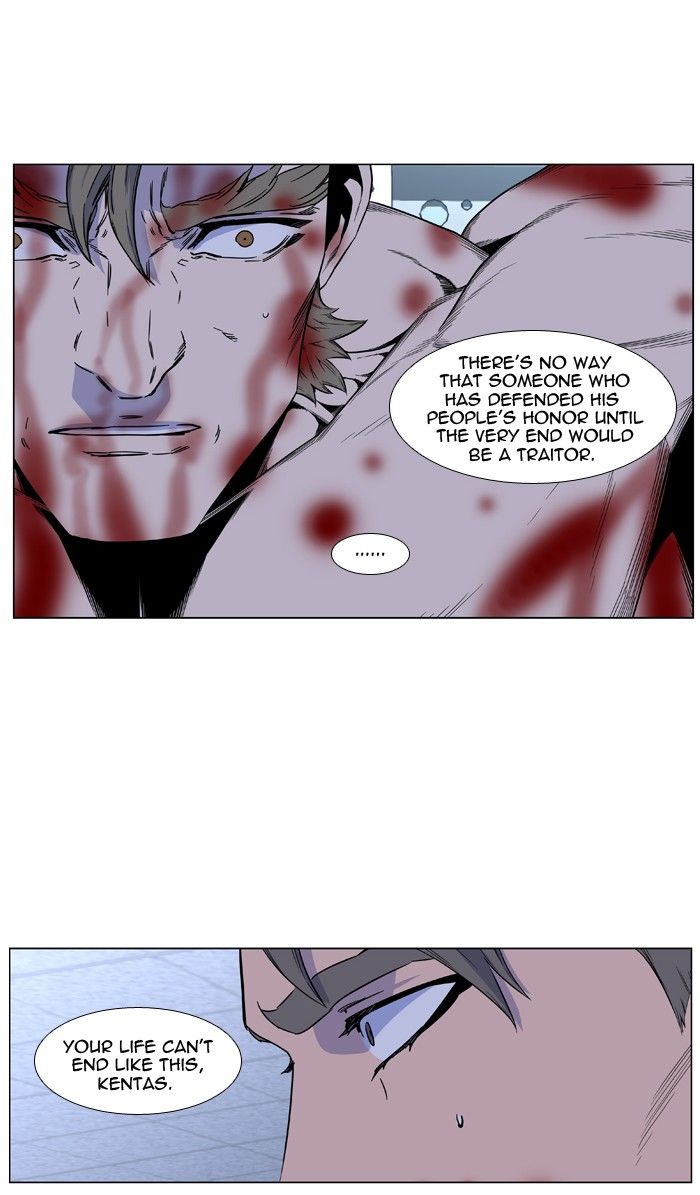 THERE'S NO WAY
THAT SOMEONE WHO
HAS DEFENDED HIS
PEOPLE'S HONOR UNTIL
THE VERY END WOULD
BE A TRAITOR.
......
YOUR LIFE CAN'T
END LIKE THIS,
KENTAS.